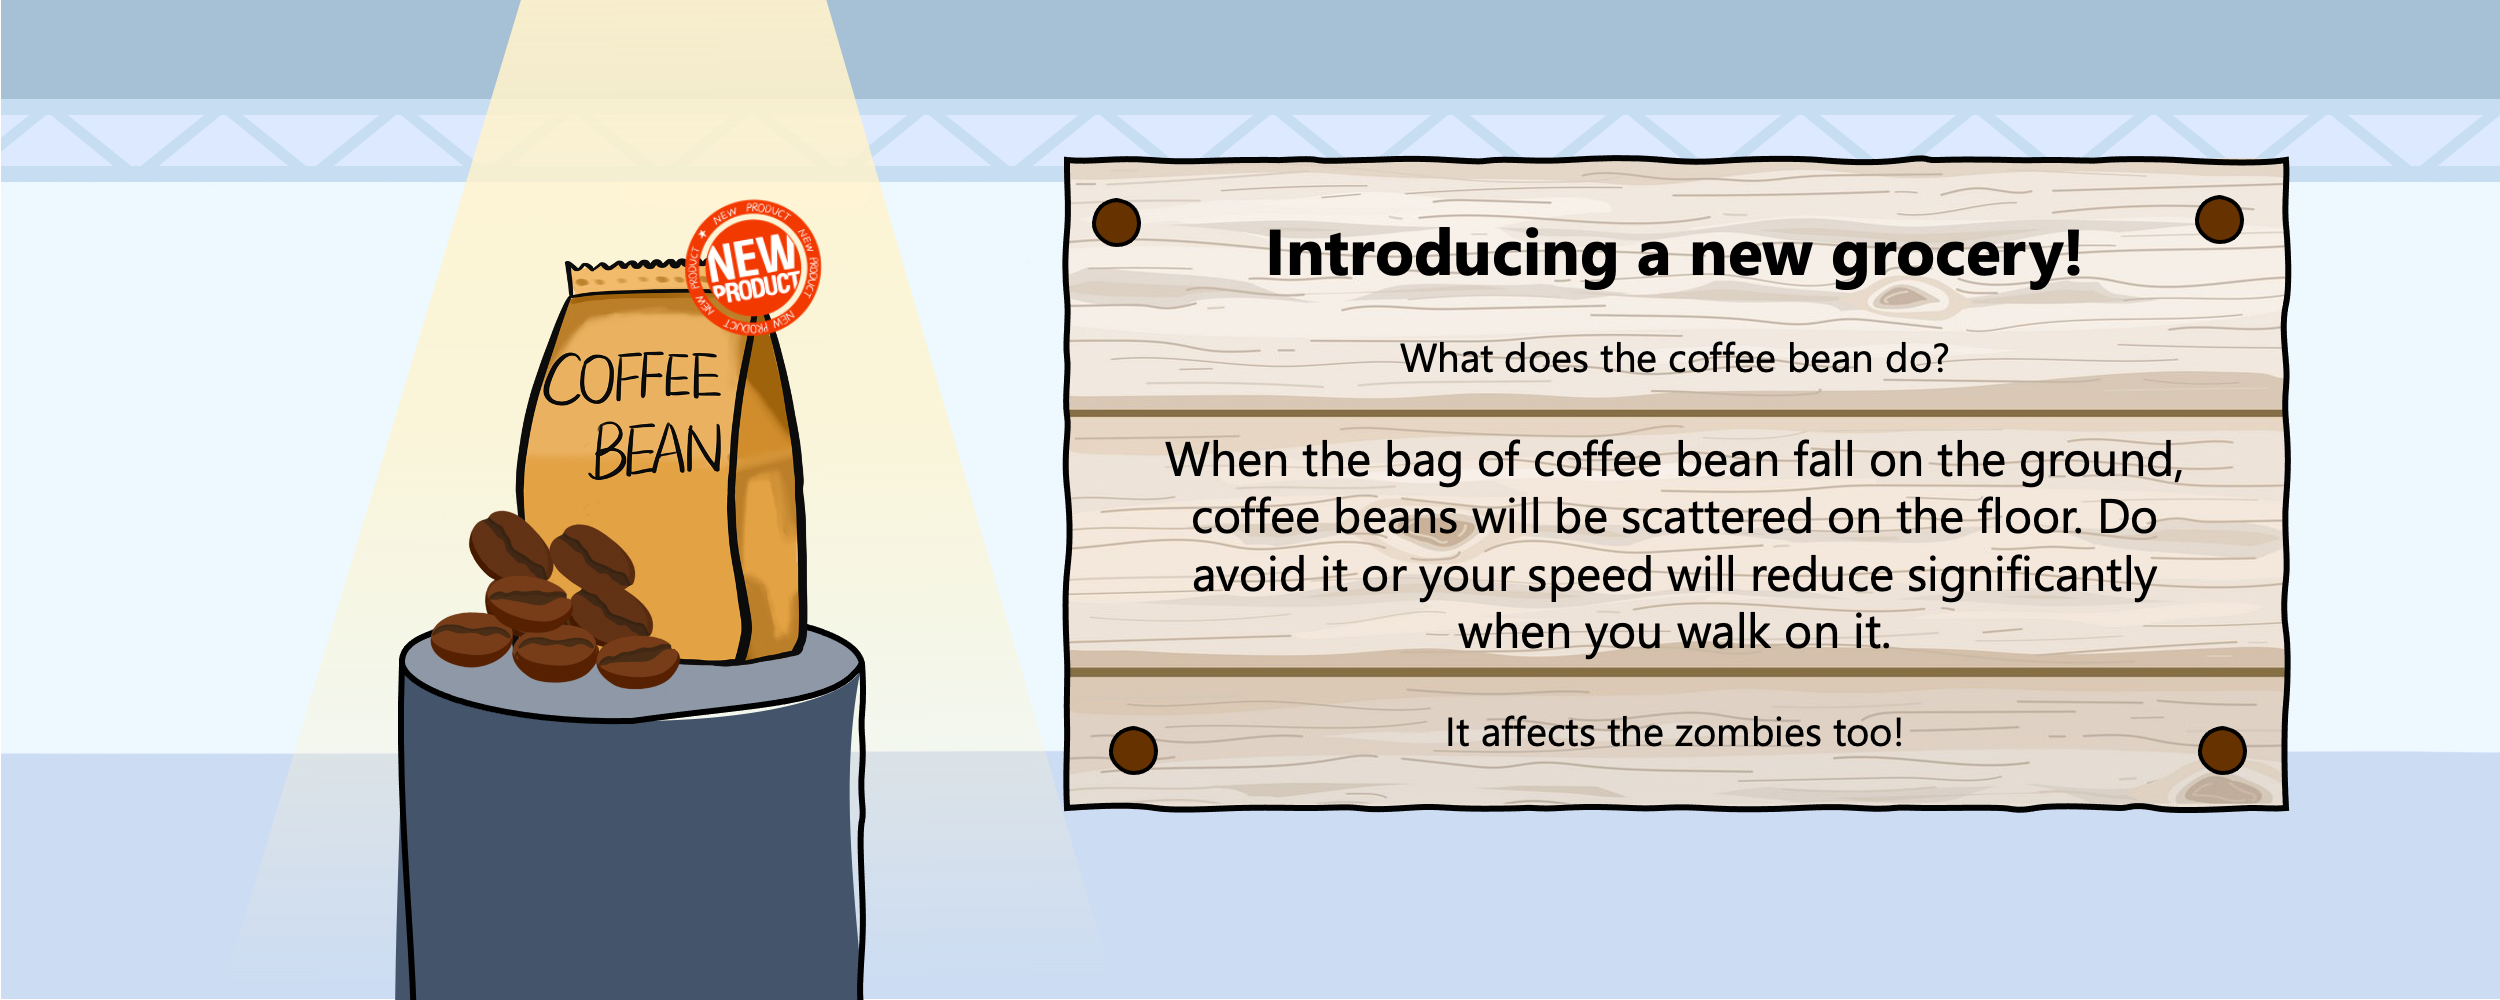 NEW PRODUCT NEW PRODUCT NEW PRODUCT NEW PRODUCT
NEW
PRODUCT
COFFEE
BEAN
Introducing a new grocery!
What does the coffee bean do?
When the bag of coffee bean fall on the ground,
coffee beans will be scattered on the floor. Do
avoid it or your speed will reduce significantly
when you walk on it.
It affects the zombies too!